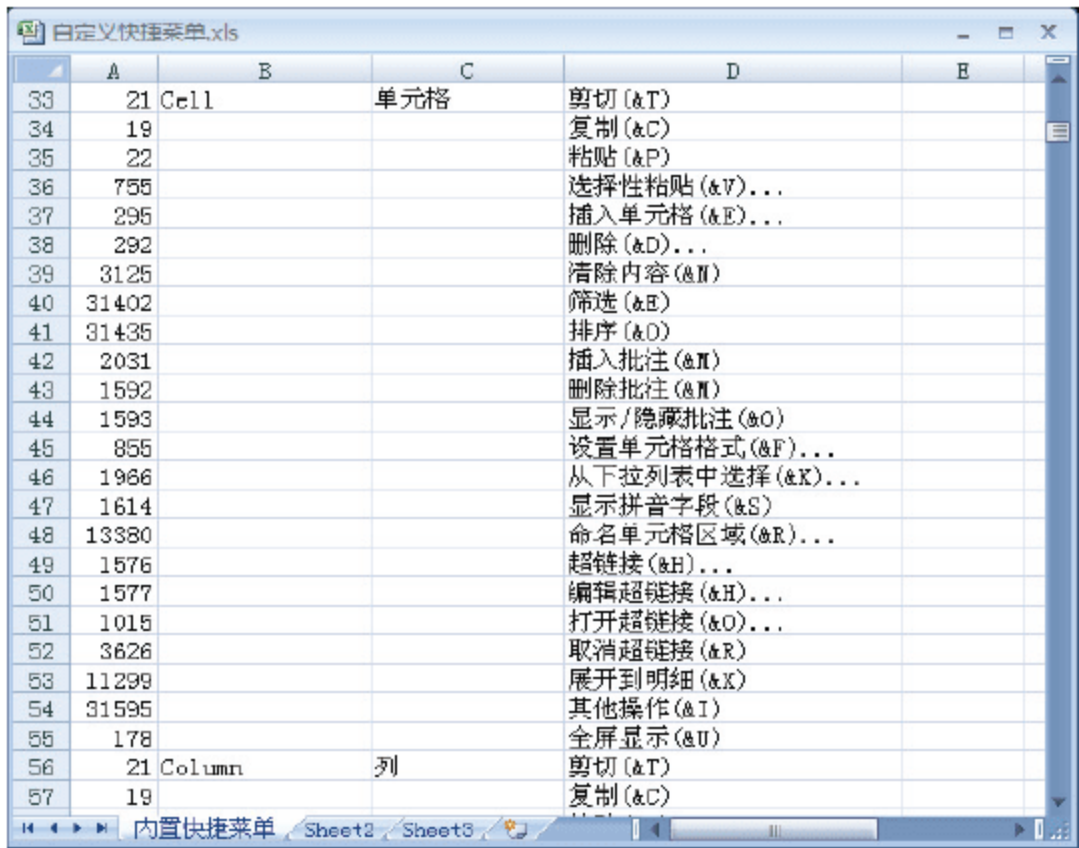 自定义快捷菜单.xls
A B C D E
33 21 Cell 单元格 剪切(&T)
34 19 复制(&C)
35 22 粘贴(&P)
36 755 选择性粘贴(&V)...
37 295 插入单元格(&E)...
38 292 删除(&D)...
39 3125 清除内容(&N)
40 31402 筛选(&E)
41 31435 排序(&O)
42 2031 插入批注(&M)
43 1592 删除批注(&M)
44 1593 显示/隐藏批注(&O)
45 855 设置单元格格式(&F)...
46 1966 从下拉列表中选择(&K)...
47 1614 显示拼音字段(&S)
48 13380 命名单元格区域(&R)...
49 1576 超链接(&H)...
50 1577 编辑超链接(&H)...
51 1015 打开超链接(&O)...
52 3626 取消超链接(&R)
53 11299 展开到明细(&X)
54 31595 其他操作(&I)
55 178 全屏显示(&U)
56 21 Column 列 剪切(&T)
57 19 复制(&C)
内置快捷菜单 Sheet2 Sheet3